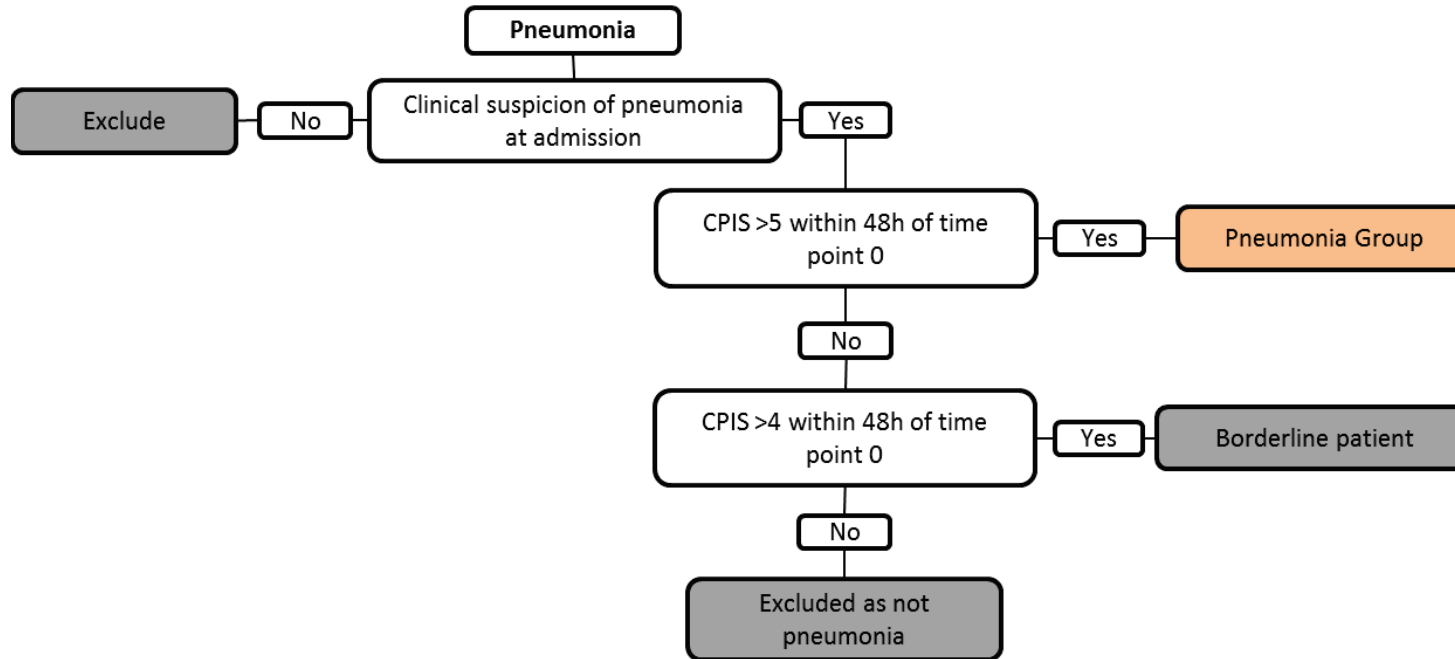 Pneumonia
Clinical suspicion of pneumonia
at admission
Exclude
No
Yes
CPIS >5 within 48h of time
point 0
Yes
Pneumonia Group
No
CPIS >4 within 48h of time
point 0
Yes
Borderline patient
No
Excluded as not
pneumonia